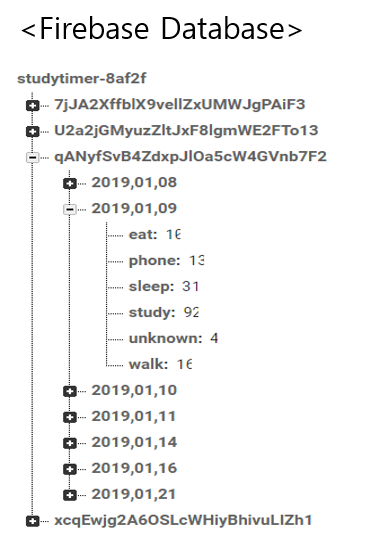 <Firebase Database>
studytimer-8af2f
7jJA2XffblX9vellZxUMWJgPAiF3
U2a2jGMyuzZltJxF8lgmWE2FTo13
qANyfSvB4ZdxpJlOa5cW4GVnb7F2
2019,01,08
2019,01,09
eat: 16
phone: 13
sleep: 31
study: 92
unknown: 4
walk: 16
2019,01,10
2019,01,11
2019,01,14
2019,01,16
2019,01,21
xcqEwjg2A6OSLcWHiyBhivuLIZh1